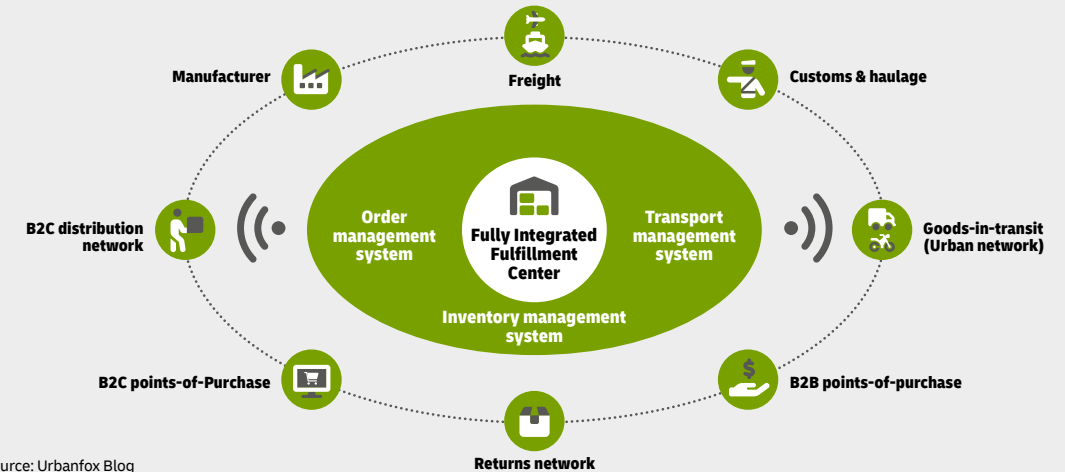 Freight
Manufacturer
Customs & haulage
B2C distribution
network
Order
management
system
Fully Integrated
Fulfillment
Center
Transport
management
system
Goods-in-transit
(Urban network)
Inventory management
system
B2C points-of-Purchase
$
B2B points-of-purchase
Returns network
urce: Urbanfox Blog